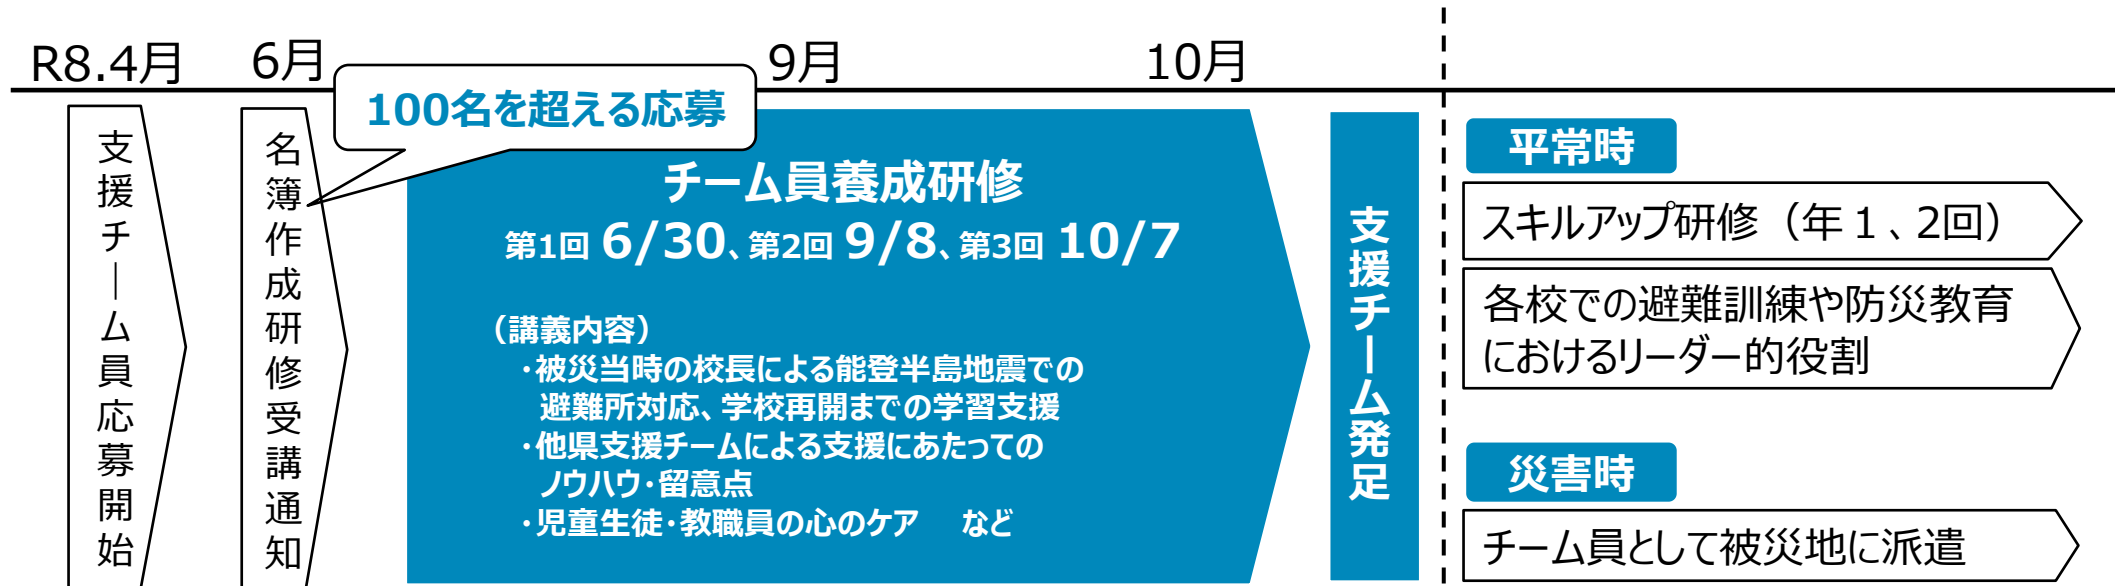 R8.4月
6月
9月
10月
支援チーム員応募開始
名簿作成研修受講通知
100名を超える応募
チーム員養成研修
第1回 6/30、第2回 9/8、第3回 10/7
（講義内容）
・被災当時の校長による能登半島地震での
避難所対応、学校再開までの学習支援
・他県支援チームによる支援にあたっての
ノウハウ・留意点
・児童生徒・教職員の心のケア　など
支援チーム発足
平常時
スキルアップ研修（年１、2回）
各校での避難訓練や防災教育
におけるリーダー的役割
災害時
チーム員として被災地に派遣